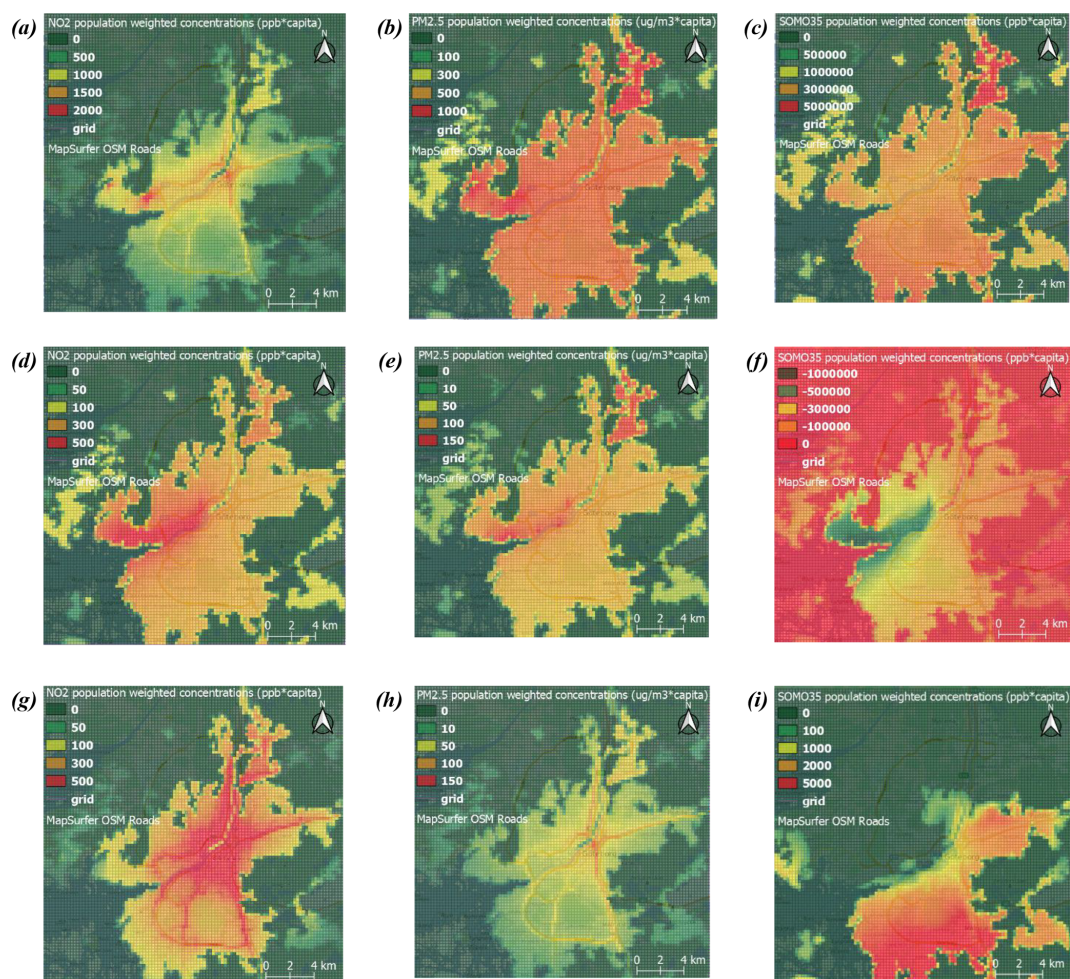 (a)
NO2 population weighted concentrations (ppb*capita)
0
500
1000
1500
2000
grid
MapSurfer OSM Roads
N
0 2 4 km
(b)
PM2.5 population weighted concentrations (ug/m3*capita)
0
100
300
500
1000
grid
MapSurfer OSM Roads
N
0 2 4 km
(c)
SOMO35 population weighted concentrations (ppb*capita)
0
500000
1000000
3000000
5000000
grid
MapSurfer OSM Roads
N
0 2 4 km
(d)
NO2 population weighted concentrations (ppb*capita)
0
50
100
300
500
grid
MapSurfer OSM Roads
N
0 2 4 km
(e)
PM2.5 population weighted concentrations (ug/m3*capita)
0
10
50
100
150
grid
MapSurfer OSM Roads
N
0 2 4 km
(f)
SOMO35 population weighted concentrations (ppb*capita)
-1000000
-500000
-300000
-100000
0
grid
MapSurfer OSM Roads
N
0 2 4 km
(g)
NO2 population weighted concentrations (ppb*capita)
0
50
100
300
500
grid
MapSurfer OSM Roads
N
0 2 4 km
(h)
PM2.5 population weighted concentrations (ug/m3*capita)
0
10
50
100
150
grid
MapSurfer OSM Roads
N
0 2 4 km
(i)
SOMO35 population weighted concentrations (ppb*capita)
0
100
1000
2000
5000
grid
MapSurfer OSM Roads
N
0 2 4 km